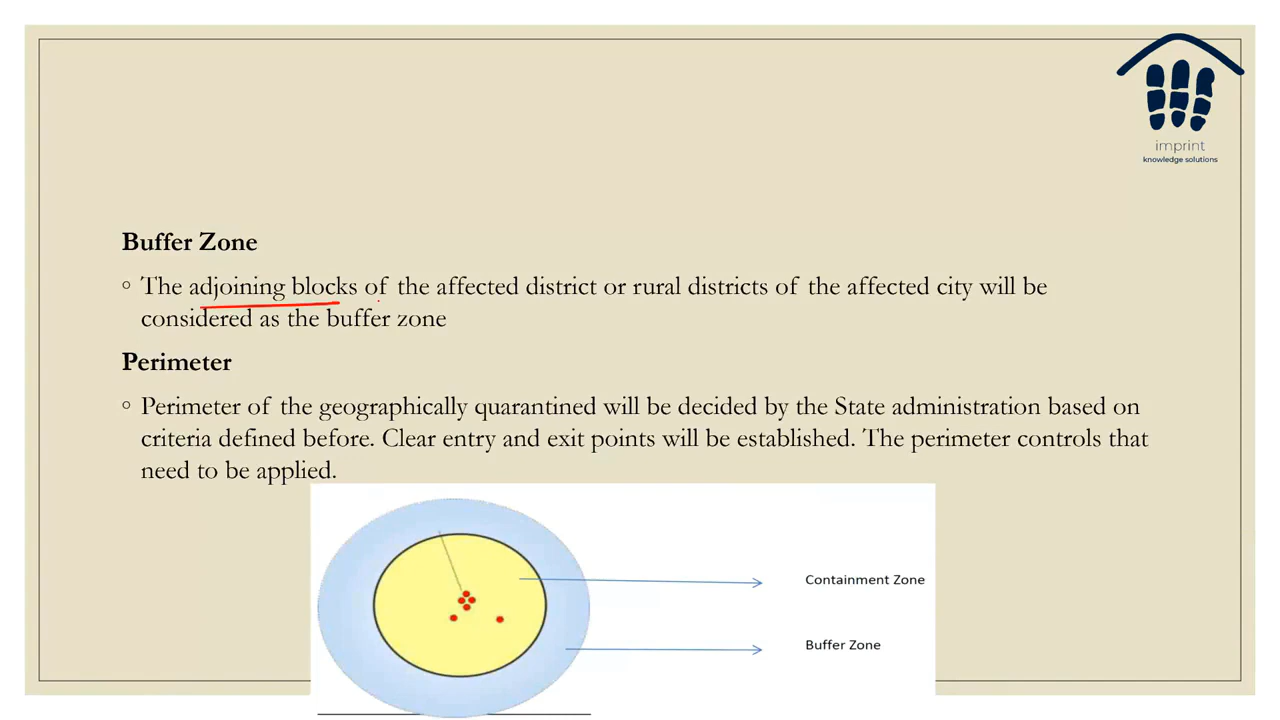 imprint
knowledge solutions
Buffer Zone
The adjoining blocks of the affected district or rural districts of the affected city will be
considered as the buffer zone
Perimeter
Perimeter of the geographically quarantined will be decided by the State administration based on
criteria defined before. Clear entry and exit points will be established. The perimeter controls that
need to be applied.
Containment Zone
Buffer Zone